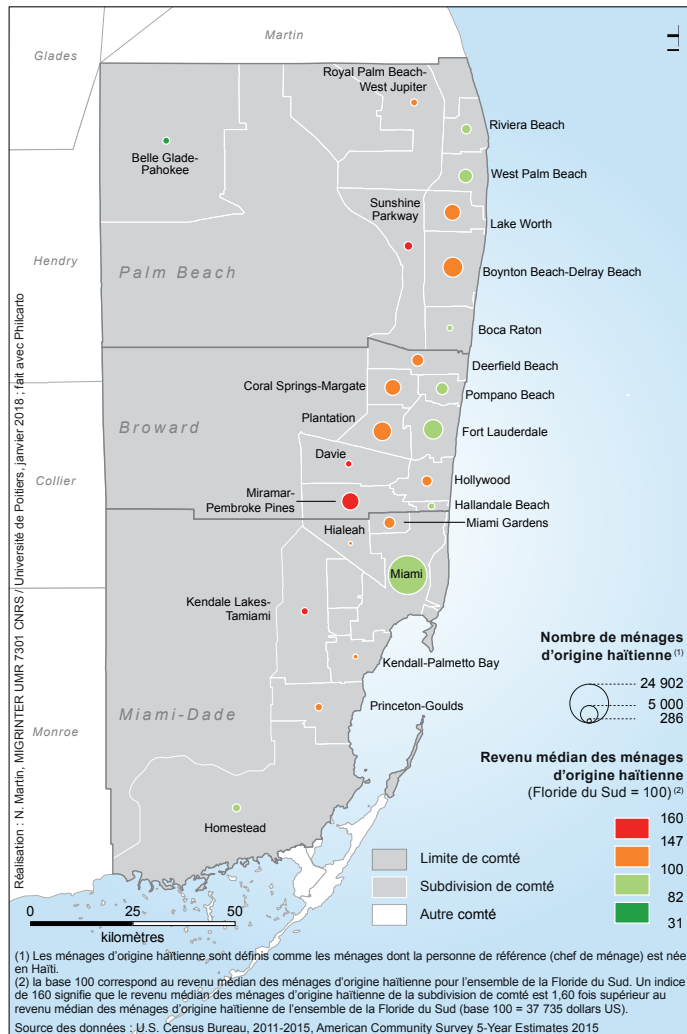 Martin
Glades
Royal Palm Beach-
West Jupiter
Riviera Beach
Belle Glade-
Pahokee
West Palm Beach
Sunshine
Parkway
Lake Worth
Hendry
Palm Beach
Boynton Beach-Delray Beach
Boca Raton
Deerfield Beach
Coral Springs-Margate
Pompano Beach
Broward
Plantation
Fort Lauderdale
Davie
Collier
Hollywood
Miramar-
Pembroke Pines
Hallandale Beach
Miami Gardens
Hialeah
Miami
Kendale Lakes-
Tamiami
Kendall-Palmetto Bay
Miami-Dade
Princeton-Goulds
Monroe
Homestead
Réalisation : N. Martin, MIGRINTER UMR 7301 CNRS / Université de Poitiers, janvier 2018 ; fait avec Philcarto
Nombre de ménages
d'origine haïtienne (1)
24 902
5 000
286
Revenu médian des ménages
d'origine haïtienne
(Floride du Sud = 100) (2)
160
147
100
82
31
Limite de comté
Subdivision de comté
Autre comté
0 25 50
kilomètres
(1) Les ménages d'origine haïtienne sont définis comme les ménages dont la personne de référence (chef de ménage) est née
en Haïti.
(2) la base 100 correspond au revenu médian des ménages d'origine haïtienne pour l'ensemble de la Floride du Sud. Un indice
de 160 signifie que le revenu médian des ménages d'origine haïtienne de la subdivision de comté est 1,60 fois supérieur au
revenu médian des ménages d'origine haïtienne de l'ensemble de la Floride du Sud (base 100 = 37 735 dollars US).
Source des données : U.S. Census Bureau, 2011-2015, American Community Survey 5-Year Estimates 2015